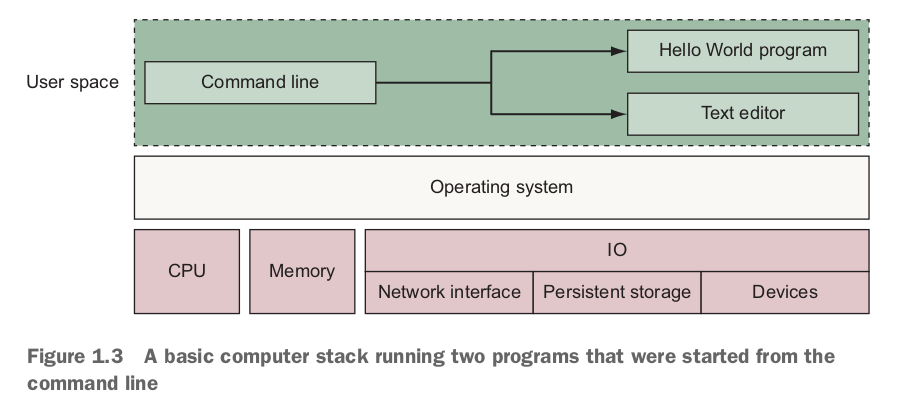 Hello World program
User space
Command line
Text editor
Operating system
CPU
Memory
IO
Network interface
Persistent storage
Devices
Figure 1.3 A basic computer stack running two programs that were started from the
command line